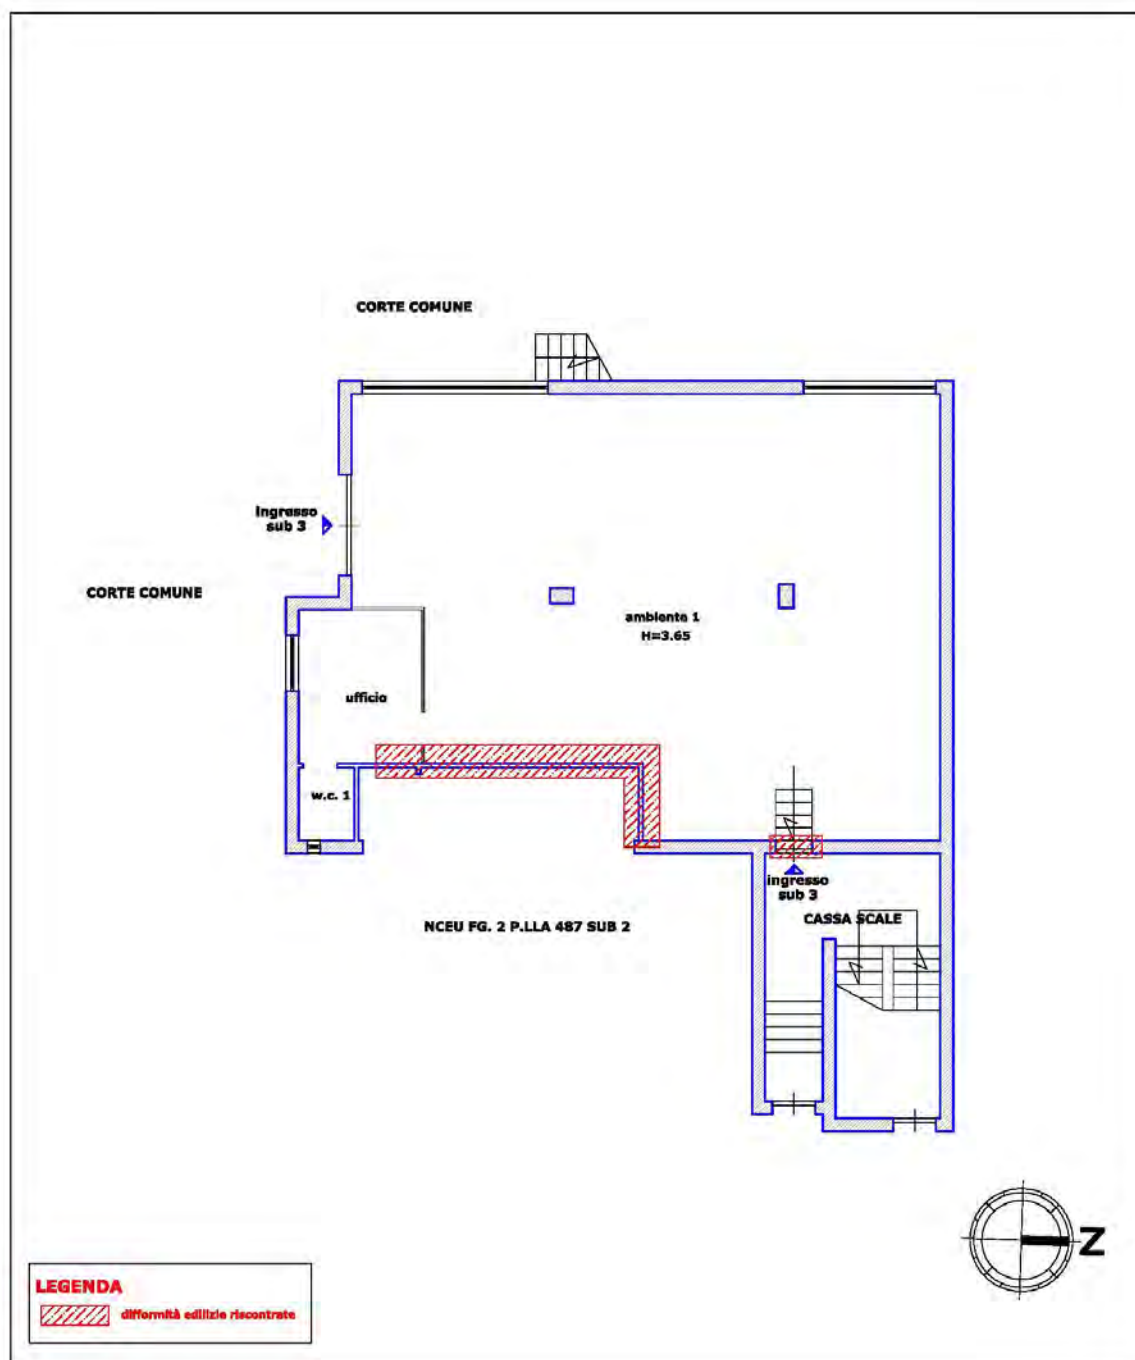 CORTE COMUNE
ingresso
sub 3
CORTE COMUNE
ambiente 1
H=3.65
ufficio
w.c. 1
ingresso
sub 3
CASSA SCALE
NCEU FG. 2 P.LLA 487 SUB 2
N
LEGENDA
difformità edilizie riscontrate